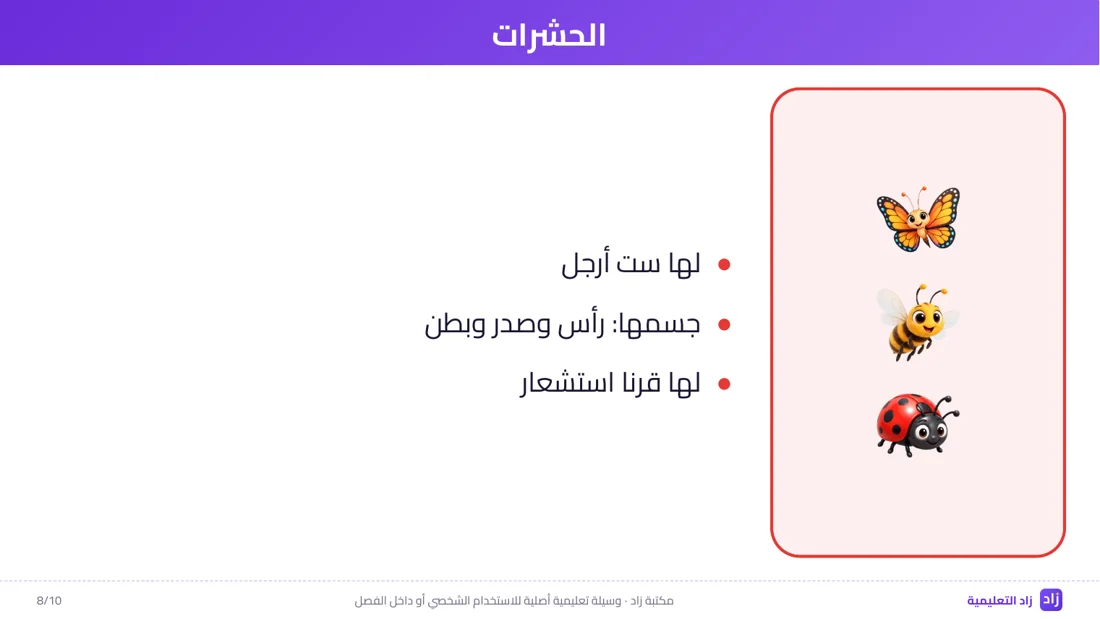 الحشرات
لها ست أرجل
جسمها: رأس وصدر وبطن
لها قرنا استشعار
زاد زاد التعليمية
مكتبة زاد · وسيلة تعليمية أصلية للاستخدام الشخصي أو داخل الفصل
8/10